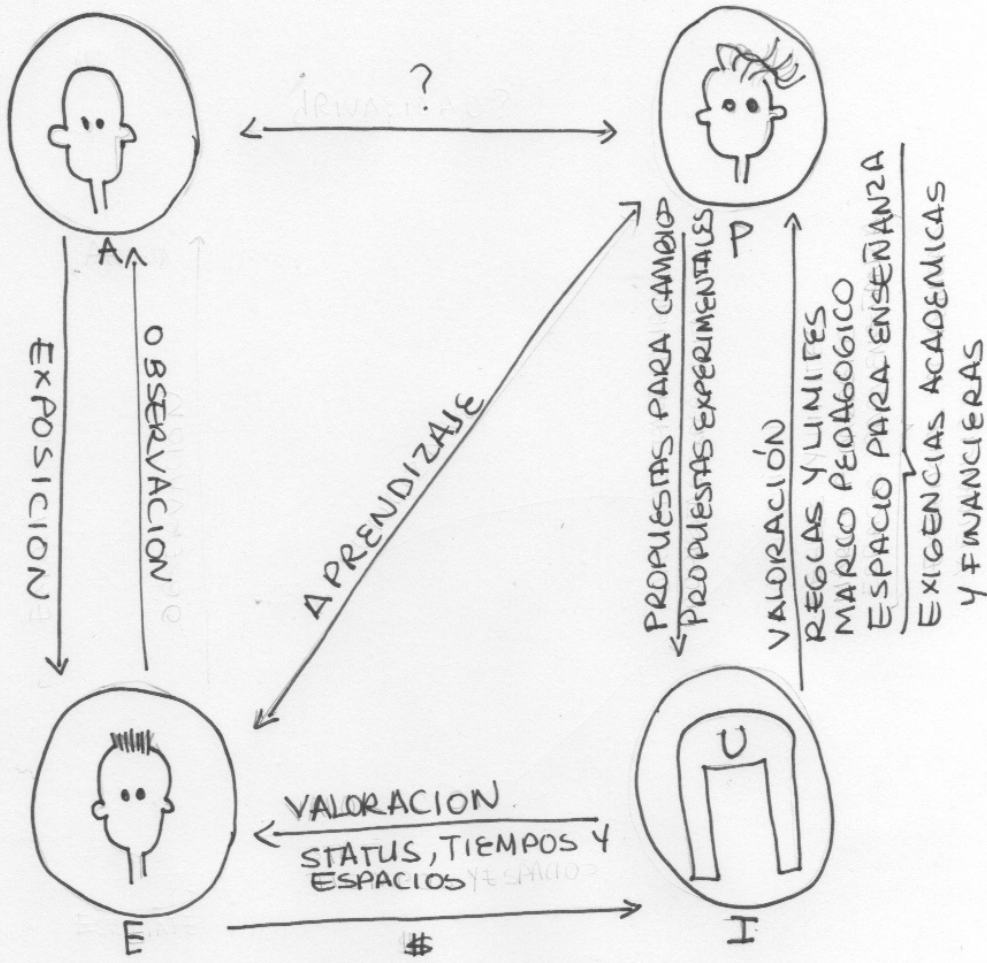 ?
A
P
EXPOSICION
OBSERVACION
APRENDIZAJE
PROPUESTAS PARA CAMBIO
PROPUESTAS EXPERIMENTALES
VALORACIÓN
REGLAS Y LIMITES
MARCO PEDAGOGICO
ESPACIO PARA ENSEÑANZA
EXIGENCIAS ACADEMICAS
Y FINANCIERAS
U
VALORACION
STATUS, TIEMPOS Y
ESPACIOS
E
$
I